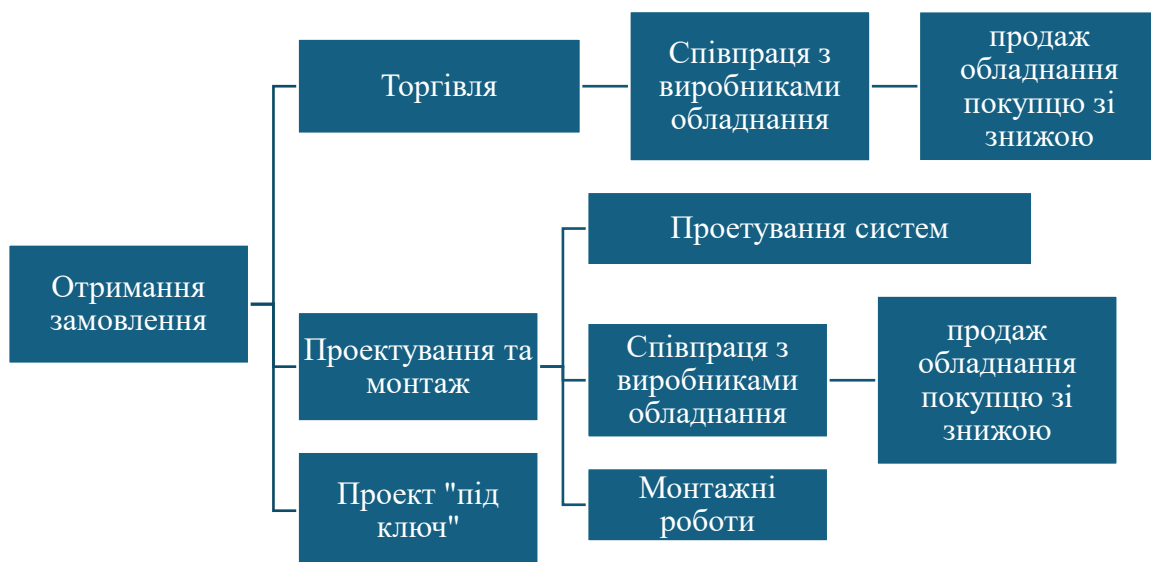 Торгівля
Співпраця з
виробниками
обладнання
продаж
обладнання
покупцю зі
знижою
Отримання
замовлення
Проектування та
монтаж
Проетування систем
Співпраця з
виробниками
обладнання
продаж
обладнання
покупцю зі
знижою
Монтажні
роботи
Проект "під
ключ"